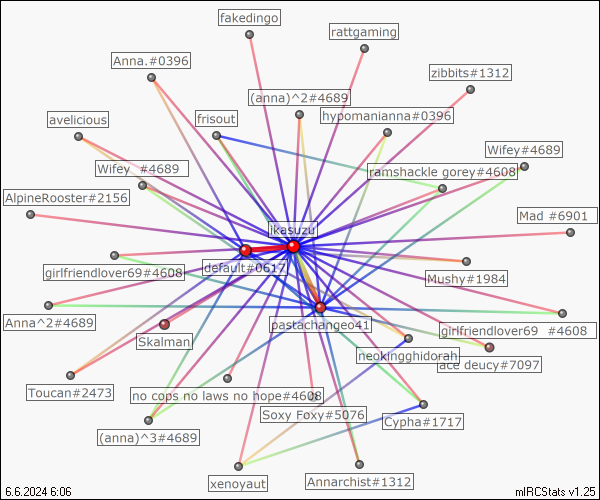 fakedingo
rattgaming
Anna.#0396
zibbits#1312
(anna)^2#4689
hypomanianna#0396
avelicious
frisout
Wifey#4689
Wifey #4689
ramshackle gorey#4608
AlpineRooster#2156
Mad #6901
ikasuzu
default#0617
girlfriendlover69#4608
Mushy#1984
Anna^2#4689
pastachangeo41
girlfriendlover69 #4608
Skalman
neokingghidorah
ace deucy#7097
Toucan#2473
no cops no laws no hope#4608
Soxy Foxy#5076
Cypha#1717
(anna)^3#4689
xenoyaut
Annarchist#1312
6.6.2024 6:06
mIRCStats v1.25